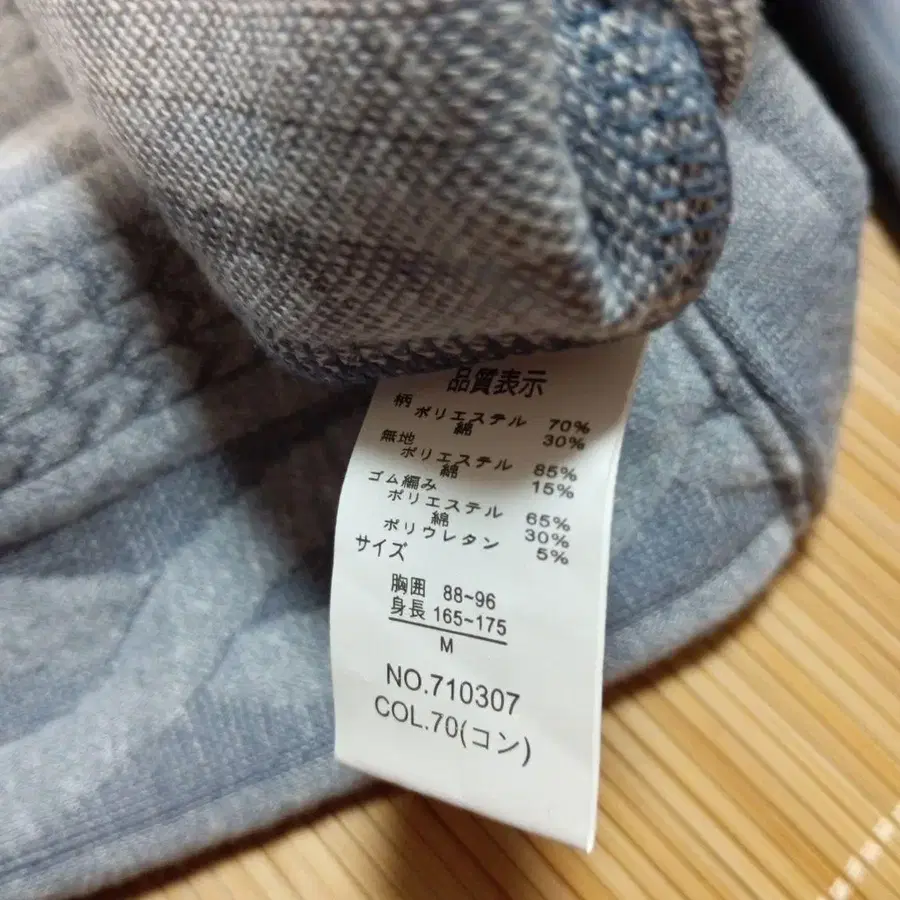 品質表示
柄
ポリエステル 70%
綿 30%
無地
ポリエステル 85%
綿 15%
ゴム編み
ポリエステル 65%
綿 30%
ポリウレタン 5%
サイズ
胸囲 88~96
身長 165~175
M
NO.710307
COL.70(コン)